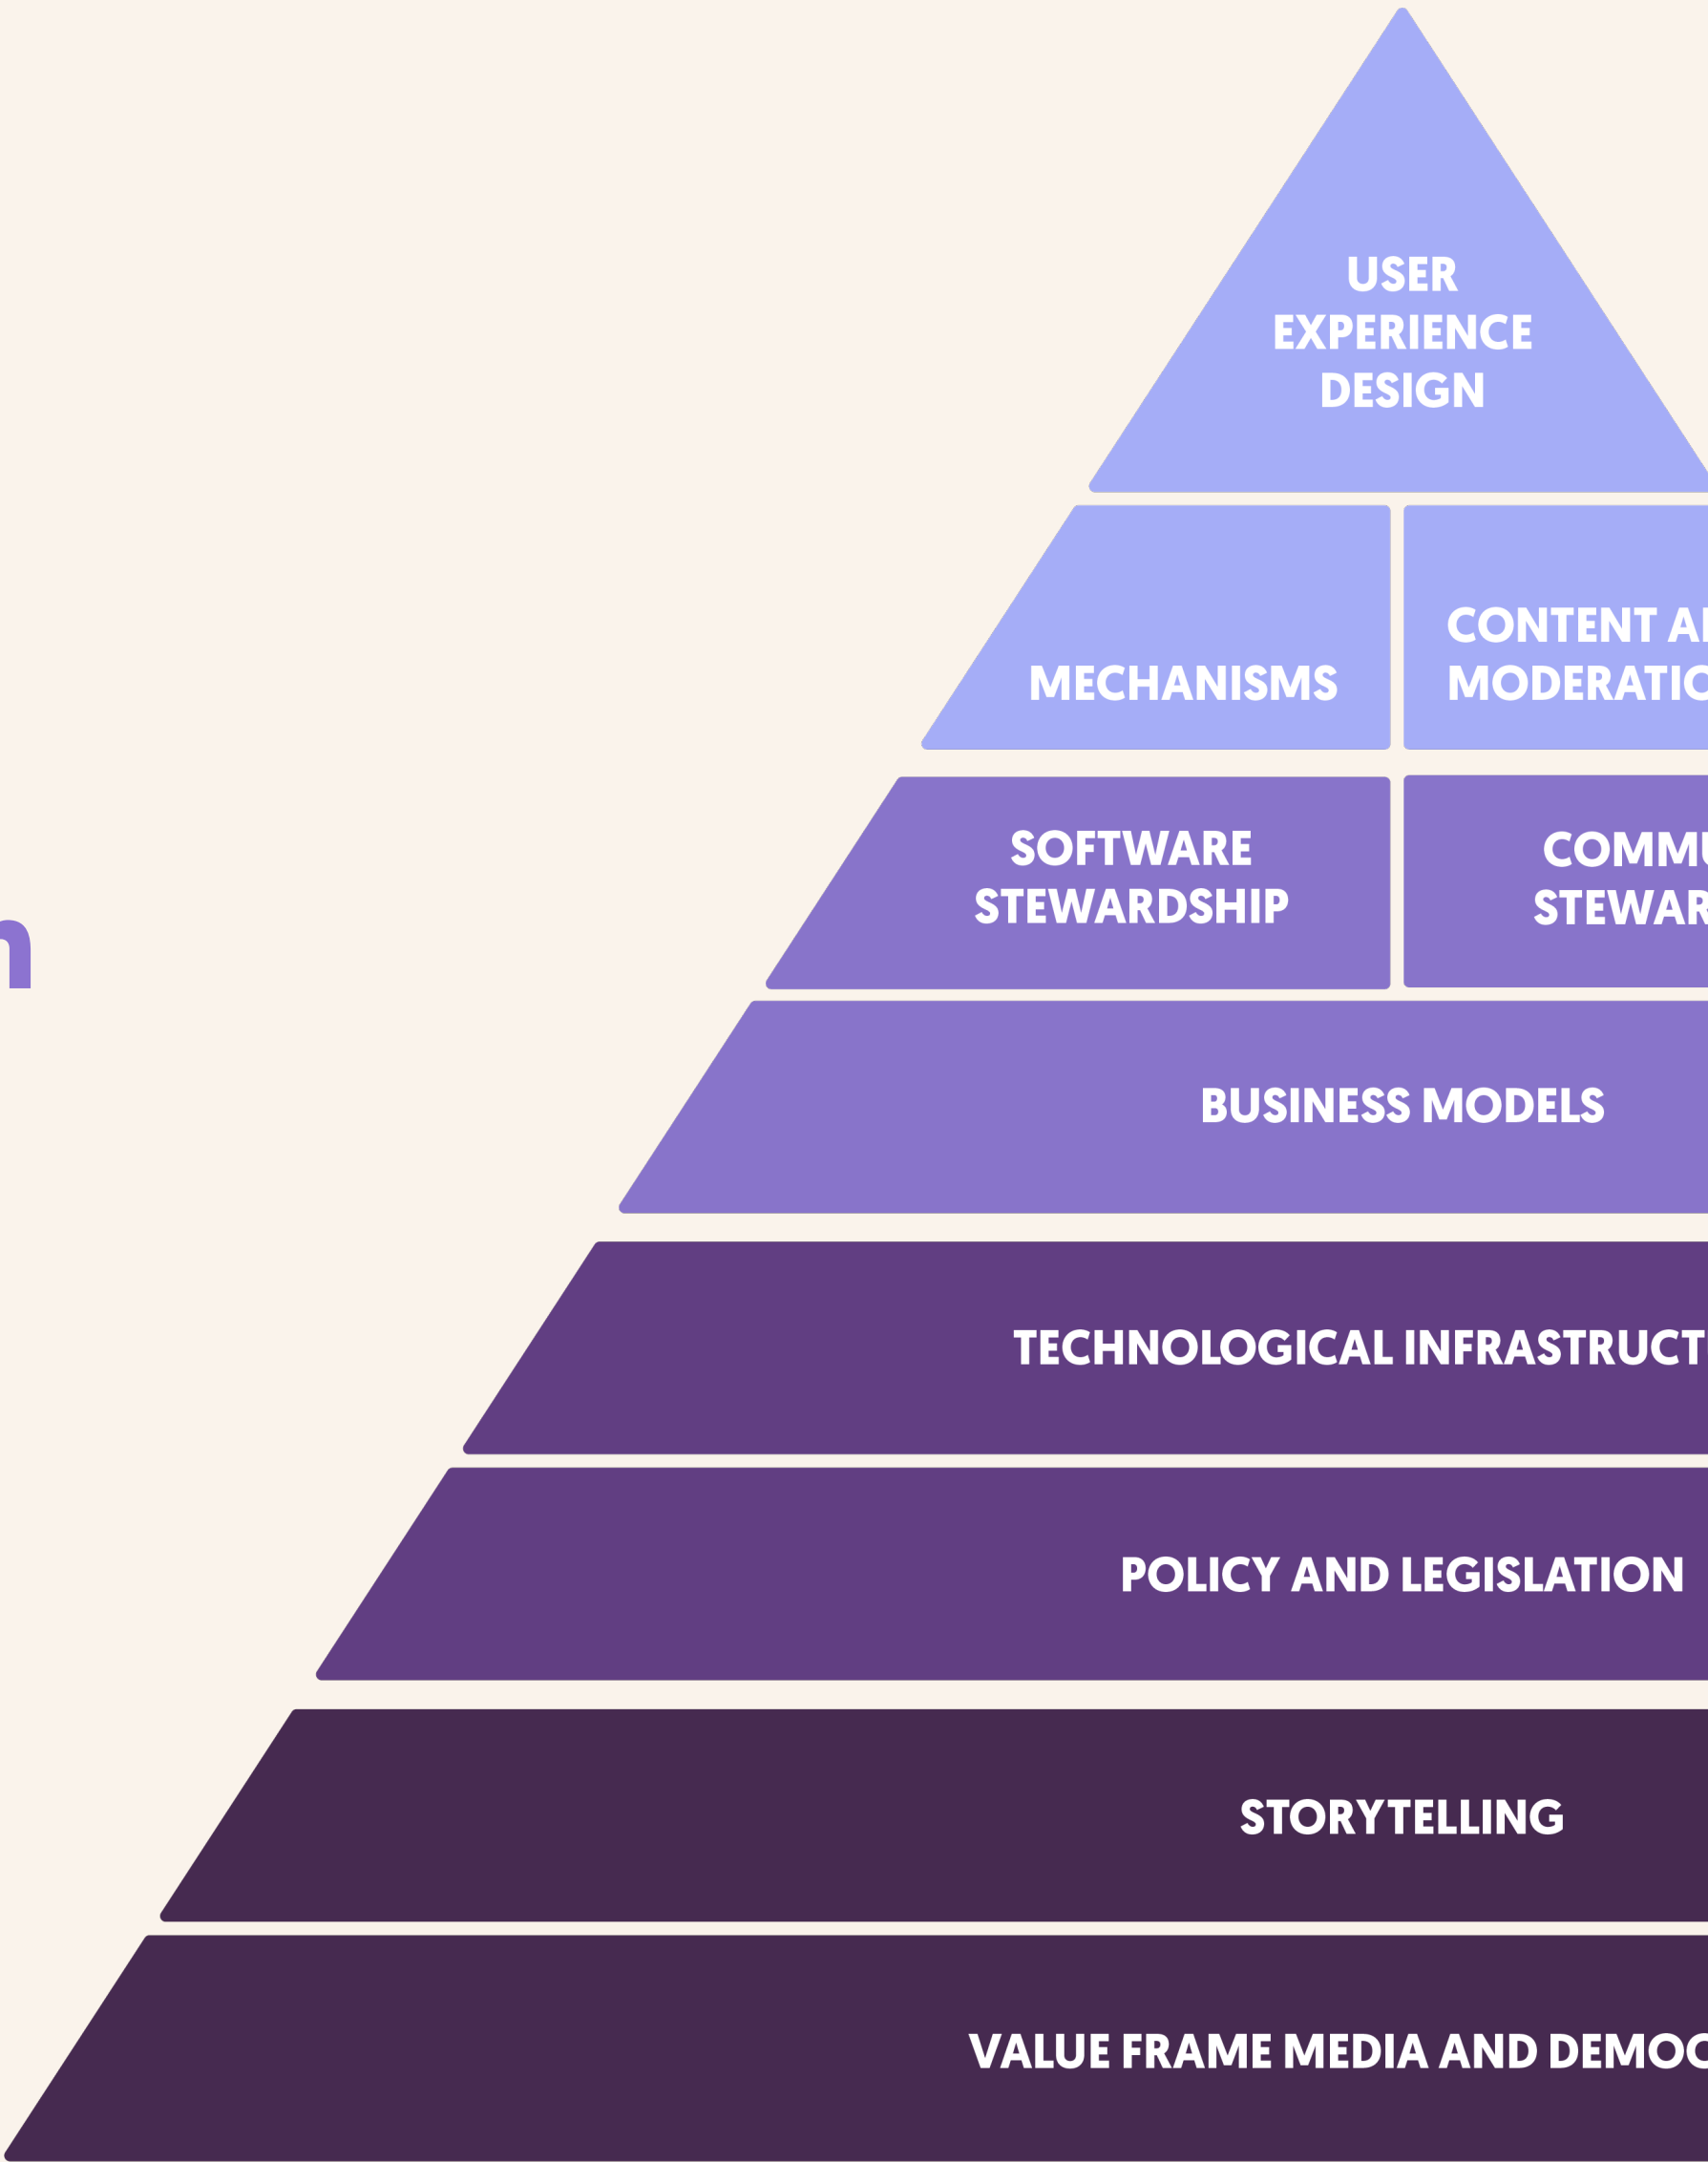 USER
EXPERIENCE
DESIGN
MECHANISMS
CONTENT
MODERATIO
SOFTWARE
STEWARDSHIP
COMMU
STEWAR
n
BUSINESS MODELS
TECHNOLOGICAL INFRASTRUCT
POLICY AND LEGISLATION
STORYTELLING
VALUE FRAME MEDIA AND DEMOC